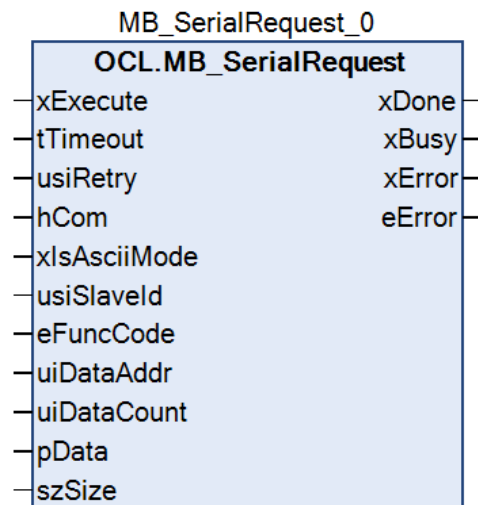 MB_SerialRequest_0
OCL.MB_SerialRequest
xExecute xDone
tTimeout xBusy
usiRetry xError
hCom eError
xIsAsciiMode
usiSlaveId
eFuncCode
uiDataAddr
uiDataCount
pData
szSize